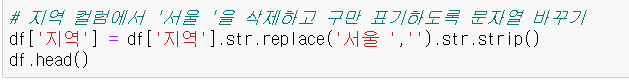 # 지역 컬럼에서 '서울 '을 삭제하고 구만 표기하도록 문자열 바꾸기
df['지역'] = df['지역'].str.replace('서울 ','').str.strip()
df.head()